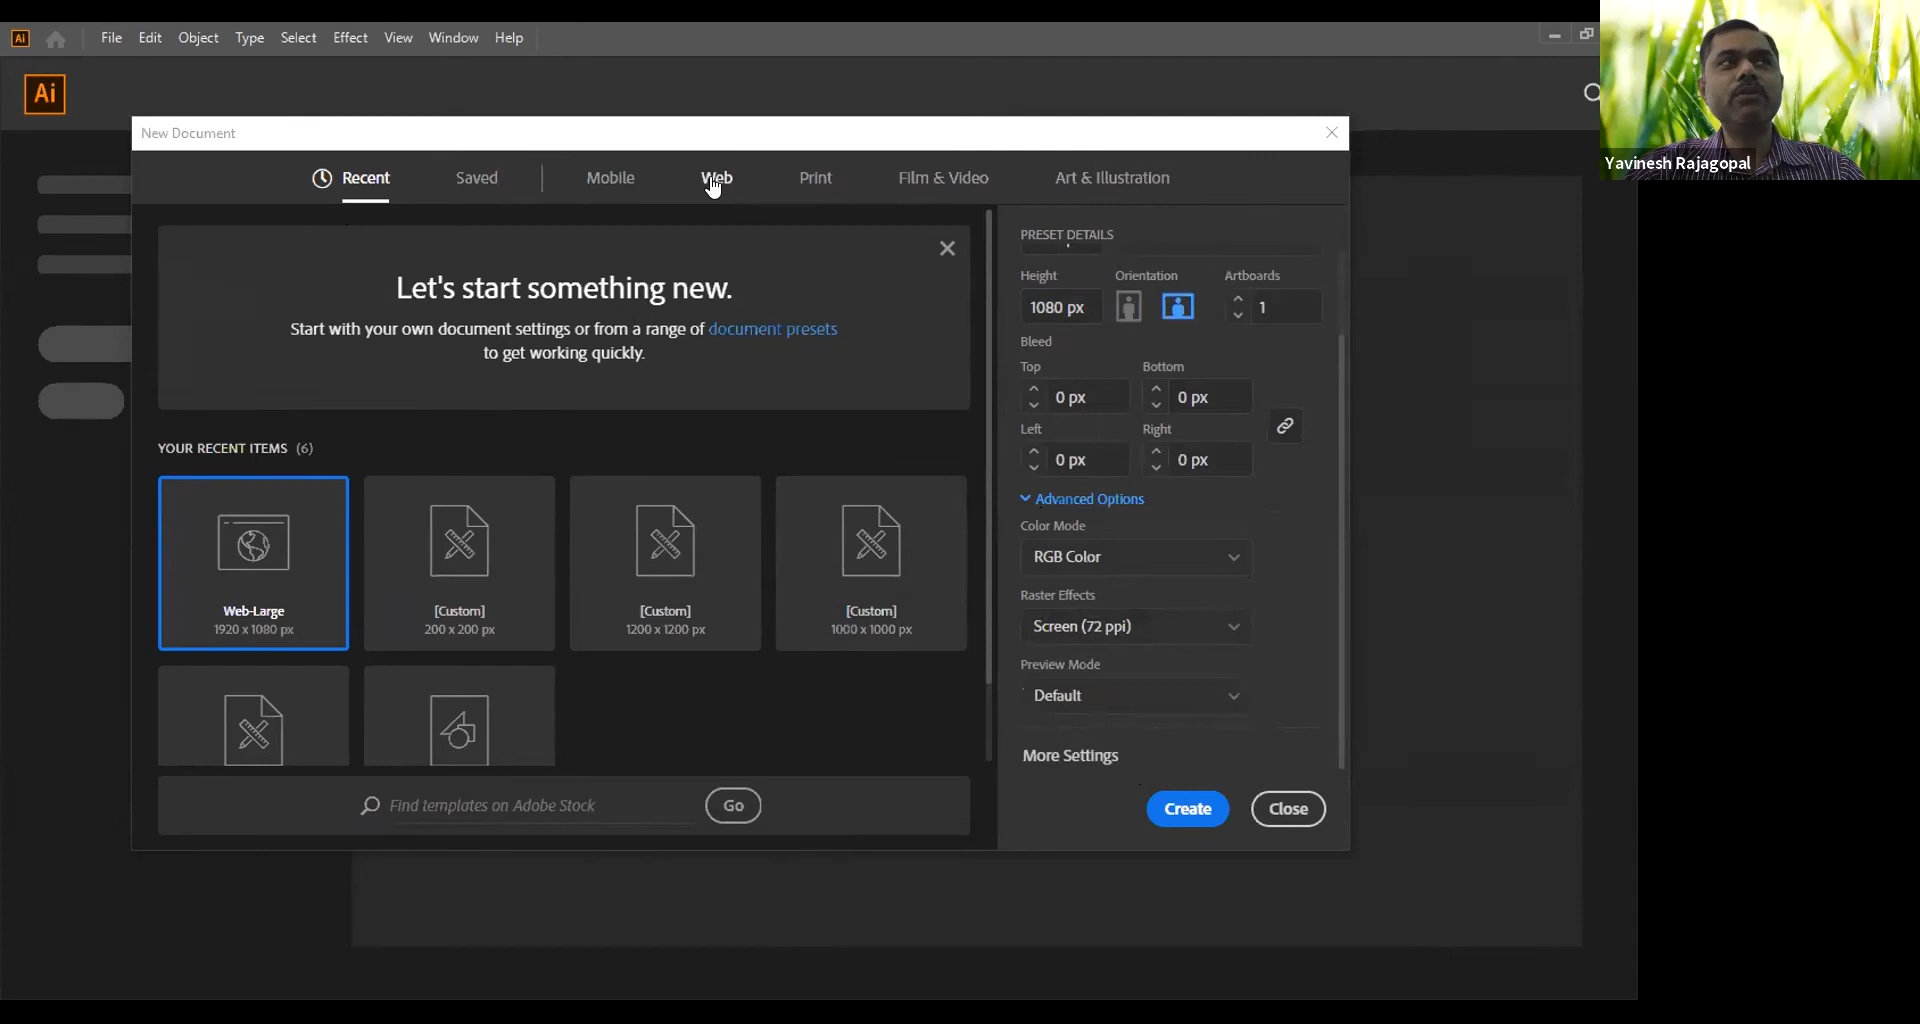 Ai
File Edit Object Type Select Effect View Window Help
Ai
Yavinesh Rajagopal
New Document
Recent Saved Mobile Web Print Film & Video Art & Illustration
Let's start something new.
Start with your own document settings or from a range of document presets
to get working quickly.
YOUR RECENT ITEMS (6)
Web-Large
1920 x 1080 px
[Custom]
200 x 200 px
[Custom]
1200 x 1200 px
[Custom]
1000 x 1000 px
Find templates on Adobe Stock
Go
PRESET DETAILS
Height Orientation Artboards
1080 px 1
Bleed
Top Bottom
0 px 0 px
Left Right
0 px 0 px
Advanced Options
Color Mode
RGB Color
Raster Effects
Screen (72 ppi)
Preview Mode
Default
More Settings
Create Close